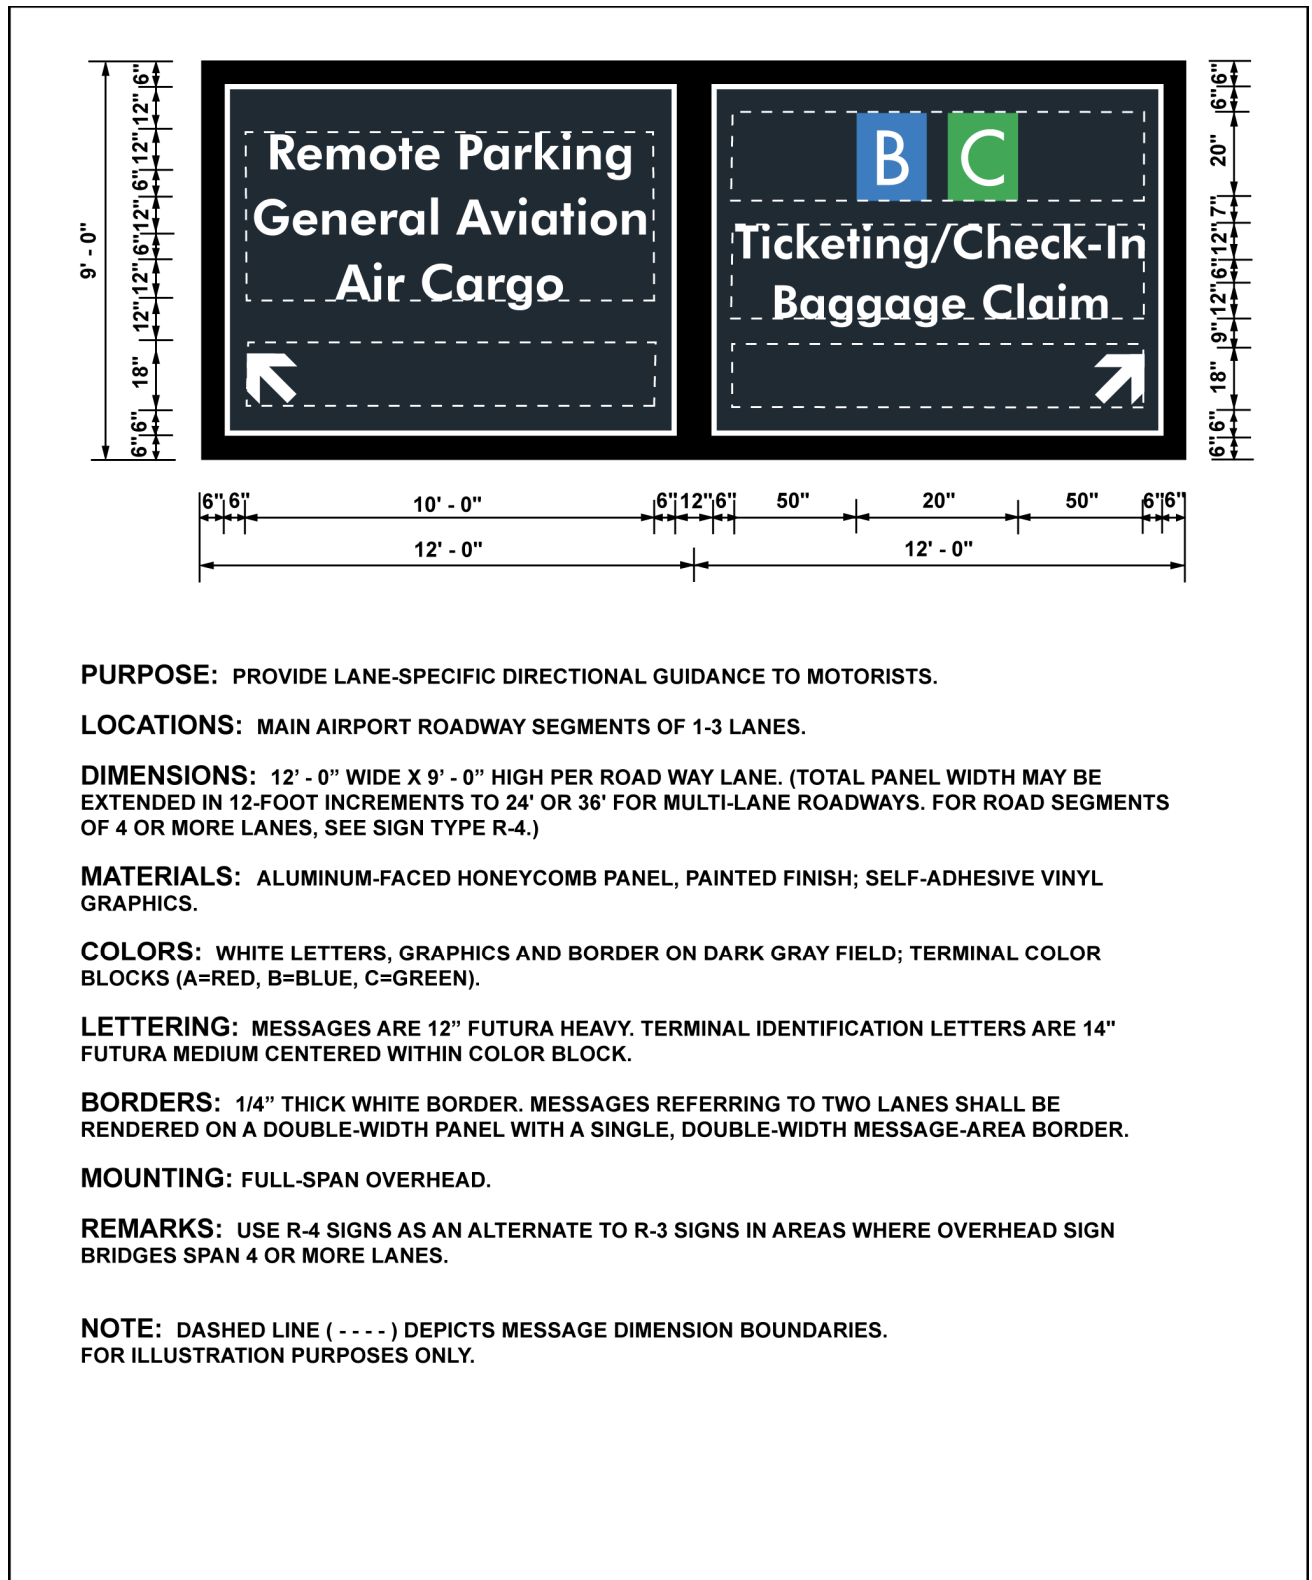 Remote Parking
General Aviation
Air Cargo
B C
Ticketing/Check-In
Baggage Claim
9' - 0"
6"
12"
12"
6"
12"
6"
12"
12"
18"
6"
6"
6"
6"
20"
7"
12"
6"
12"
9"
18"
6"
6"
6" 6" 10' - 0" 6" 12" 6" 50" 20" 50" 6" 6"
12' - 0" 12' - 0"
PURPOSE: PROVIDE LANE-SPECIFIC DIRECTIONAL GUIDANCE TO MOTORISTS.
LOCATIONS: MAIN AIRPORT ROADWAY SEGMENTS OF 1-3 LANES.
DIMENSIONS: 12’ - 0” WIDE X 9’ - 0” HIGH PER ROAD WAY LANE. (TOTAL PANEL WIDTH MAY BE
EXTENDED IN 12-FOOT INCREMENTS TO 24' OR 36' FOR MULTI-LANE ROADWAYS. FOR ROAD SEGMENTS
OF 4 OR MORE LANES, SEE SIGN TYPE R-4.)
MATERIALS: ALUMINUM-FACED HONEYCOMB PANEL, PAINTED FINISH; SELF-ADHESIVE VINYL
GRAPHICS.
COLORS: WHITE LETTERS, GRAPHICS AND BORDER ON DARK GRAY FIELD; TERMINAL COLOR
BLOCKS (A=RED, B=BLUE, C=GREEN).
LETTERING: MESSAGES ARE 12” FUTURA HEAVY. TERMINAL IDENTIFICATION LETTERS ARE 14"
FUTURA MEDIUM CENTERED WITHIN COLOR BLOCK.
BORDERS: 1/4” THICK WHITE BORDER. MESSAGES REFERRING TO TWO LANES SHALL BE
RENDERED ON A DOUBLE-WIDTH PANEL WITH A SINGLE, DOUBLE-WIDTH MESSAGE-AREA BORDER.
MOUNTING: FULL-SPAN OVERHEAD.
REMARKS: USE R-4 SIGNS AS AN ALTERNATE TO R-3 SIGNS IN AREAS WHERE OVERHEAD SIGN
BRIDGES SPAN 4 OR MORE LANES.
NOTE: DASHED LINE ( - - - - ) DEPICTS MESSAGE DIMENSION BOUNDARIES.
FOR ILLUSTRATION PURPOSES ONLY.